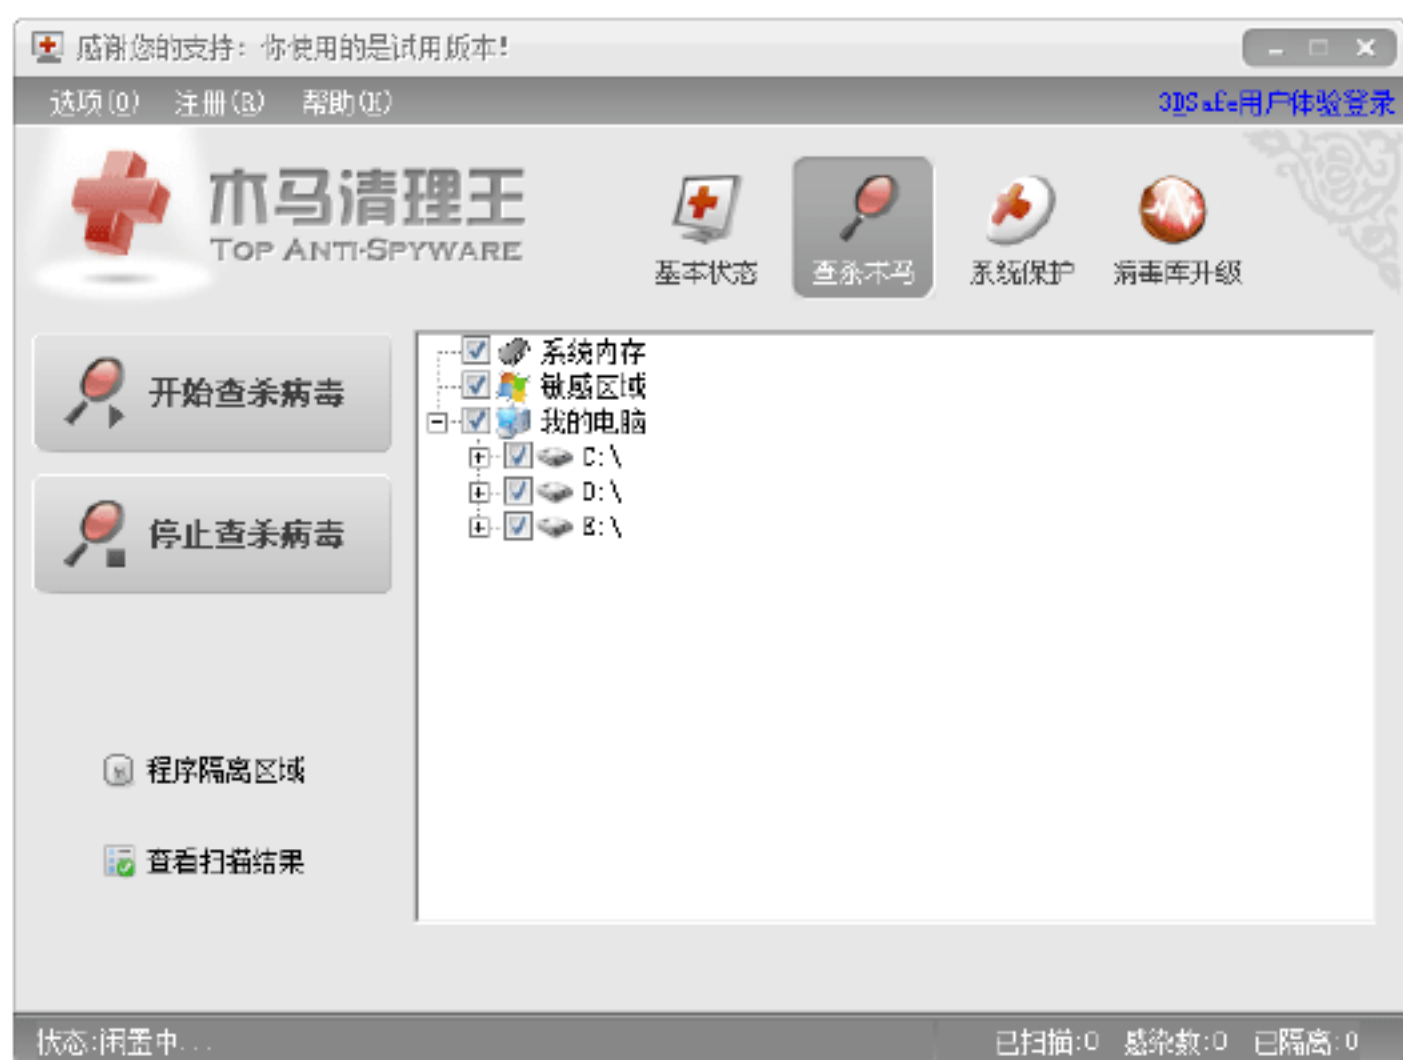 感谢您的支持：你使用的是试用版本!
选项(O) 注册(R) 帮助(H)
3DSafe用户体验登录
木马清理王
TOP ANTI-SPYWARE
基本状态 查杀木马 系统保护 病毒库升级
开始查杀病毒
停止查杀病毒
系统内存
敏感区域
我的电脑
C:\
D:\
E:\
程序隔离区域
查看扫描结果
状态:闲置中...
已扫描:0 感染数:0 已隔离:0